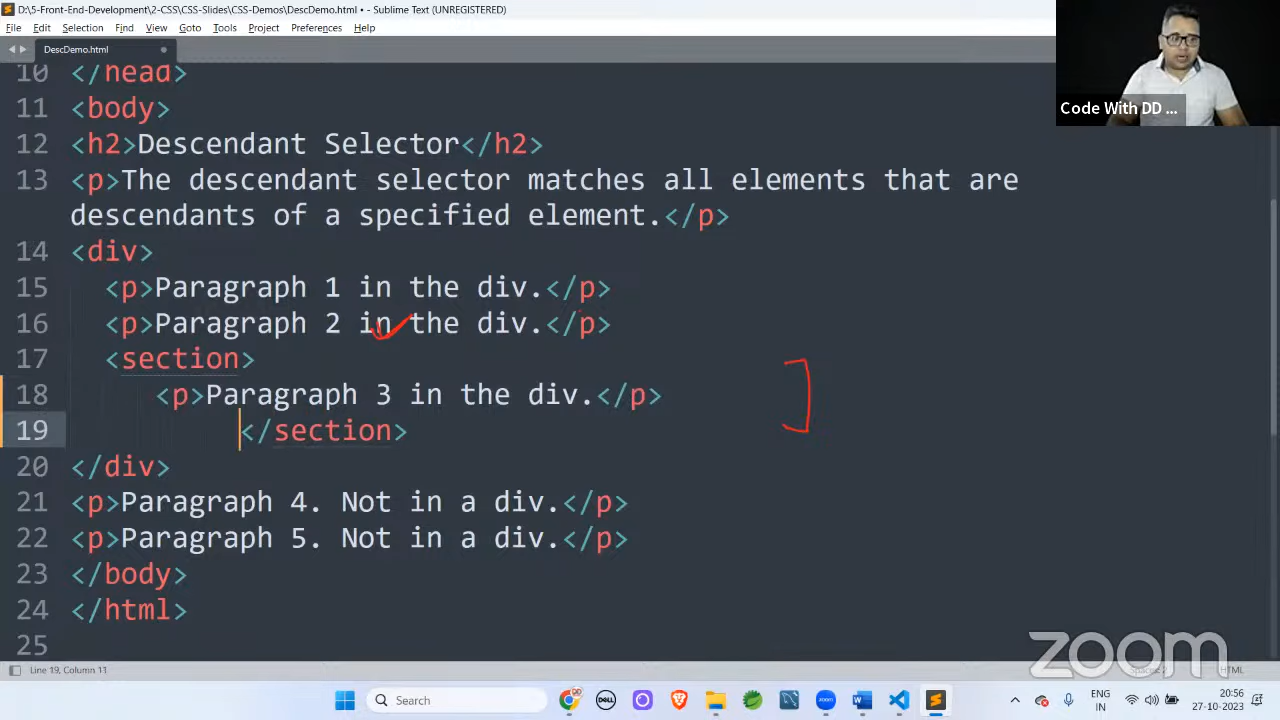 D:\5-Front-End-Development\2-CSS\CSS-Slides\CSS-Demos\DescDemo.html • - Sublime Text (UNREGISTERED)
File Edit Selection Find View Goto Tools Project Preferences Help
DescDemo.html
10 </head>
11 <body>
12 <h2>Descendant Selector</h2>
13 <p>The descendant selector matches all elements that are
descendants of a specified element.</p>
14 <div>
15 <p>Paragraph 1 in the div.</p>
16 <p>Paragraph 2 in the div.</p>
17 <section>
18 <p>Paragraph 3 in the div.</p>
19 </section>
20 </div>
21 <p>Paragraph 4. Not in a div.</p>
22 <p>Paragraph 5. Not in a div.</p>
23 </body>
24 </html>
25
Code With DD ...
zoom
Line 19, Column 11
HTML
Search
DELL
zoom
ENG
IN
20:56
27-10-2023